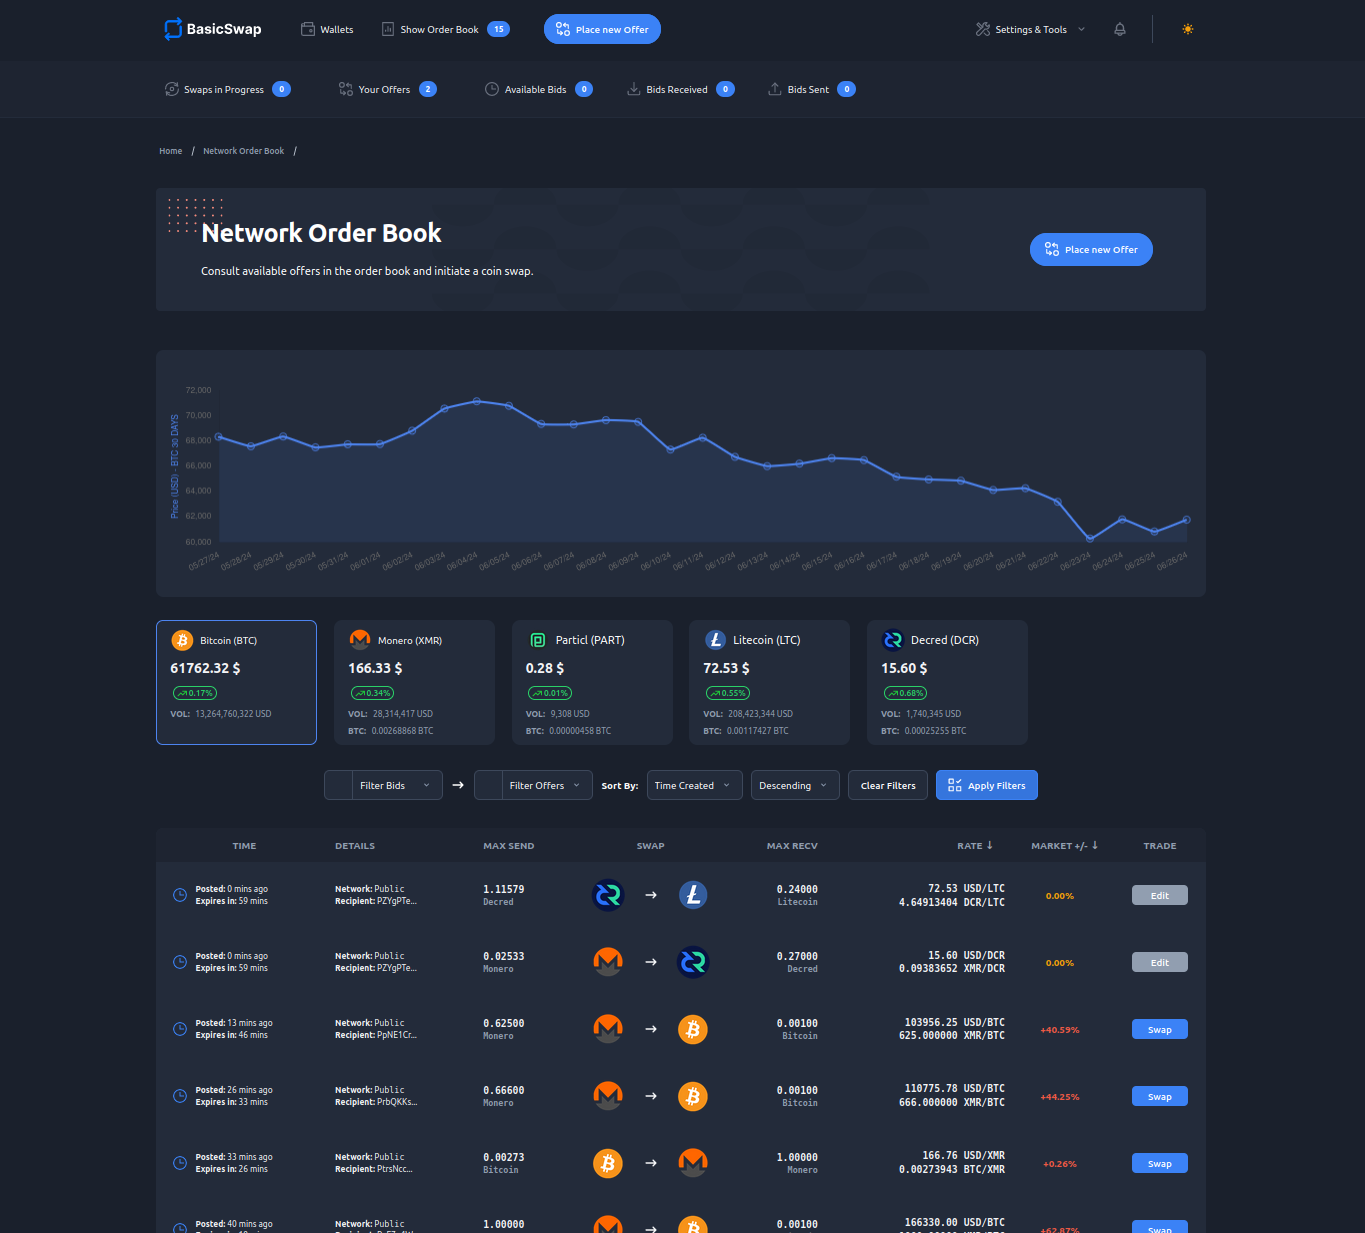 BasicSwap
Wallets
Show Order Book 15
Place new Offer
Settings & Tools
Swaps in Progress 0
Your Offers 2
Available Bids 0
Bids Received 0
Bids Sent 0
Home / Network Order Book /
Network Order Book
Consult available offers in the order book and initiate a coin swap.
Place new Offer
Price (USD) - BTC 30 DAYS
72,000
70,000
68,000
66,000
64,000
62,000
60,000
05/27/24 05/28/24 05/29/24 05/30/24 05/31/24 06/01/24 06/02/24 06/03/24 06/04/24 06/05/24 06/06/24 06/07/24 06/08/24 06/09/24 06/10/24 06/11/24 06/12/24 06/13/24 06/14/24 06/15/24 06/16/24 06/17/24 06/18/24 06/19/24 06/20/24 06/21/24 06/22/24 06/23/24 06/24/24 06/25/24 06/26/24
Bitcoin (BTC)
61762.32 $
0.17%
VOL: 13,264,760,322 USD
Monero (XMR)
166.33 $
0.34%
VOL: 28,314,417 USD
BTC: 0.00268868 BTC
Particl (PART)
0.28 $
0.01%
VOL: 9,308 USD
BTC: 0.00000458 BTC
Litecoin (LTC)
72.53 $
0.55%
VOL: 208,423,344 USD
BTC: 0.00117427 BTC
Decred (DCR)
15.60 $
0.68%
VOL: 1,740,345 USD
BTC: 0.00025255 BTC
Filter Bids → Filter Offers Sort By: Time Created Descending Clear Filters Apply Filters
TIME DETAILS MAX SEND SWAP MAX RECV RATE ↓ MARKET +/- ↓ TRADE
Posted: 0 mins ago Network: Public 1.11579 → 0.24000 72.53 USD/LTC 0.00% Edit
Expires in: 59 mins Recipient: PZYgPTe... Decred Litecoin 4.64913404 DCR/LTC
Posted: 0 mins ago Network: Public 0.02533 → 0.27000 15.60 USD/DCR 0.00% Edit
Expires in: 59 mins Recipient: PZYgPTe... Monero Decred 0.09383652 XMR/DCR
Posted: 13 mins ago Network: Public 0.62500 → 0.00100 103956.25 USD/BTC +40.59% Swap
Expires in: 46 mins Recipient: PpNE1Cr... Monero Bitcoin 625.000000 XMR/BTC
Posted: 26 mins ago Network: Public 0.66600 → 0.00100 110775.78 USD/BTC +44.25% Swap
Expires in: 33 mins Recipient: PrbQKKs... Monero Bitcoin 666.000000 XMR/BTC
Posted: 33 mins ago Network: Public 0.00273 → 1.00000 166.76 USD/XMR +0.26% Swap
Expires in: 26 mins Recipient: PtrsNcc... Bitcoin Monero 0.00273943 BTC/XMR
Posted: 40 mins ago Network: Public 1.00000 → 0.00100 166330.00 USD/BTC +62.87% Swap